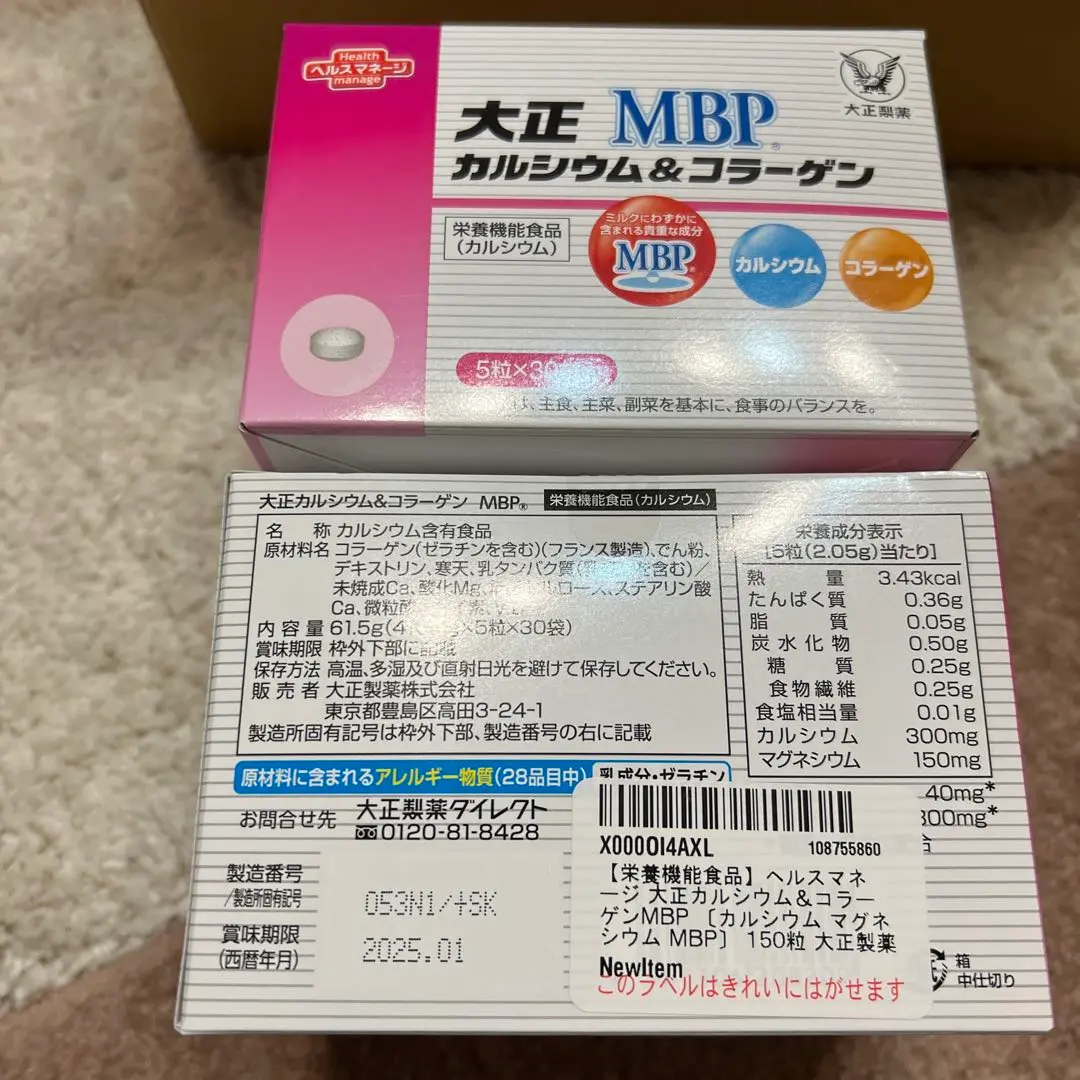 Health
ヘルスマネージ
manage
大正製薬
大正 MBP®
カルシウム&コラーゲン
栄養機能食品
(カルシウム)
ミルクにわずかに
含まれる貴重な成分
MBP®
カルシウム
コラーゲン
5粒×30
、主食、主菜、副菜を基本に、食事のバランスを。
大正カルシウム&コラーゲン MBP® 栄養機能食品(カルシウム)
名 称 カルシウム含有食品
原材料名 コラーゲン(ゼラチンを含む)(フランス製造)、でん粉、
デキストリン、寒天、乳タンパク質(を含む)/
未焼成Ca、酸化Mg、ルロース、ステアリン酸
Ca、微粒酸
内容量 61.5g(4×5粒×30袋)
賞味期限 枠外下部に記載
保存方法 高温、多湿及び直射日光を避けて保存してください。
販売者 大正製薬株式会社
東京都豊島区高田3-24-1
製造所固有記号は枠外下部、製造番号の右に記載
栄養成分表示
[5粒(2.05g)当たり]
熱量 3.43kcal
たんぱく質 0.36g
脂質 0.05g
炭水化物 0.50g
糖質 0.25g
食物繊維 0.25g
食塩相当量 0.01g
カルシウム 300mg
マグネシウム 150mg
40mg*
300mg*
原材料に含まれるアレルギー物質(28品目中) 乳成分・ゼラチン
お問合せ先 大正製薬ダイレクト
0120-81-8428
製造番号
/製造所固有記号
053N1/+SK
賞味期限
(西暦年月)
2025.01
X000OI4AXL 108755860
【栄養機能食品】ヘルスマネ
ージ 大正カルシウム&コラー
ゲンMBP 〔カルシウム マグネ
シウム MBP〕 150粒 大正製薬
NewItem
このラベルはきれいにはがせます
箱
中仕切り